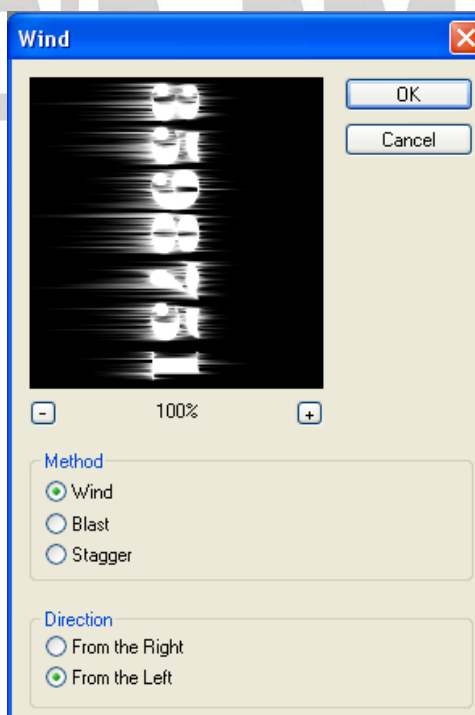 Wind
OK
Cancel
100%
Method
Wind
Blast
Stagger
Direction
From the Right
From the Left